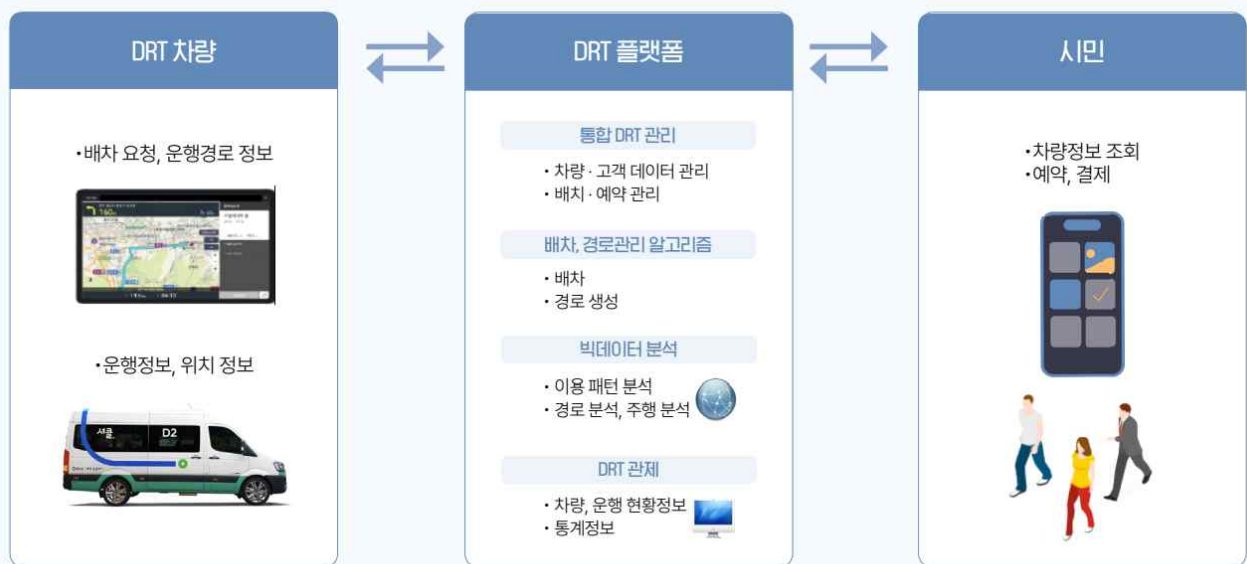 DRT 차량
DRT 플랫폼
시민
•배차 요청, 운행경로 정보
160m
•운행정보, 위치 정보
셔클
D2
통합 DRT 관리
• 차량 · 고객 데이터 관리
• 배치 · 예약 관리
배차, 경로관리 알고리즘
• 배차
• 경로 생성
빅데이터 분석
• 이용 패턴 분석
• 경로 분석, 주행 분석
DRT 관제
• 차량, 운행 현황정보
• 통계정보
•차량정보 조회
•예약, 결제